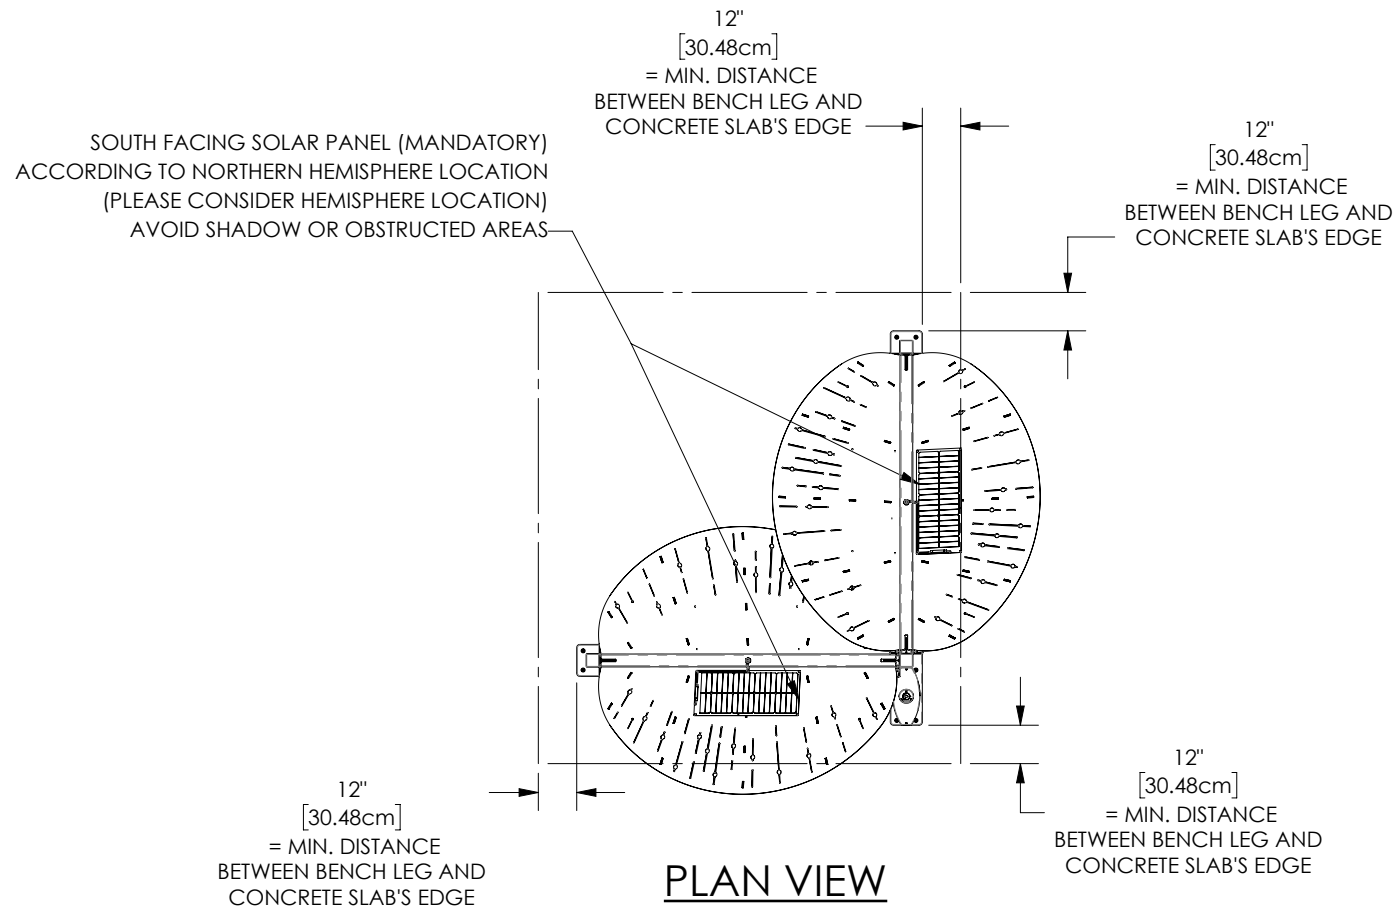 12"
[30.48cm]
= MIN. DISTANCE
BETWEEN BENCH LEG AND
CONCRETE SLAB'S EDGE
SOUTH FACING SOLAR PANEL (MANDATORY)
ACCORDING TO NORTHERN HEMISPHERE LOCATION
(PLEASE CONSIDER HEMISPHERE LOCATION)
AVOID SHADOW OR OBSTRUCTED AREAS
12"
[30.48cm]
= MIN. DISTANCE
BETWEEN BENCH LEG AND
CONCRETE SLAB'S EDGE
12"
[30.48cm]
= MIN. DISTANCE
BETWEEN BENCH LEG AND
CONCRETE SLAB'S EDGE
12"
[30.48cm]
= MIN. DISTANCE
BETWEEN BENCH LEG AND
CONCRETE SLAB'S EDGE
PLAN VIEW